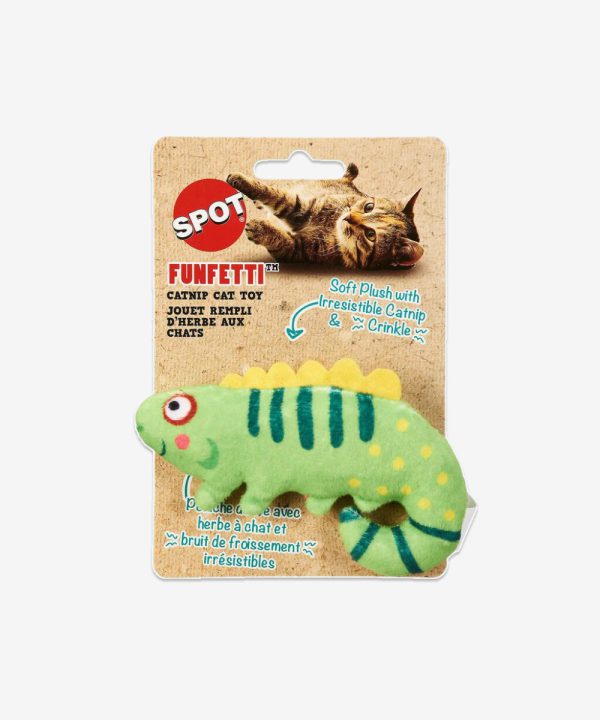 SPOT®
FUNFETTI™
CATNIP CAT TOY
JOUET REMPLI
D'HERBE AUX
CHATS
Soft Plush with
Irresistible Catnip
& Crinkle
avec
herbe à chat et
bruit de froissement
irrésistibles